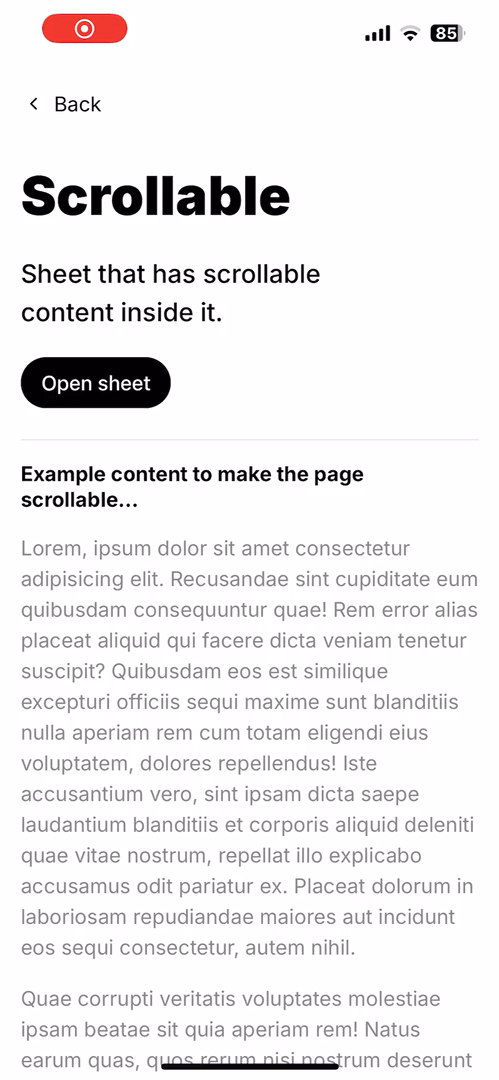 85
Back
Scrollable
Sheet that has scrollable
content inside it.
Open sheet
Example content to make the page
scrollable...
Lorem, ipsum dolor sit amet consectetur
adipisicing elit. Recusandae sint cupiditate eum
quibusdam consequuntur quae! Rem error alias
placeat aliquid qui facere dicta veniam tenetur
suscipit? Quibusdam eos est similique
excepturi officiis sequi maxime sunt blanditiis
nulla aperiam rem cum totam eligendi eius
voluptatem, dolores repellendus! Iste
accusantium vero, sint ipsam dicta saepe
laudantium blanditiis et corporis aliquid deleniti
quae vitae nostrum, repellat illo explicabo
accusamus odit pariatur ex. Placeat dolorum in
laboriosam repudiandae maiores aut incidunt
eos sequi consectetur, autem nihil.
Quae corrupti veritatis voluptates molestiae
ipsam beatae sit quia aperiam rem! Natus
earum quas, quos rerum nisi nostrum deserunt